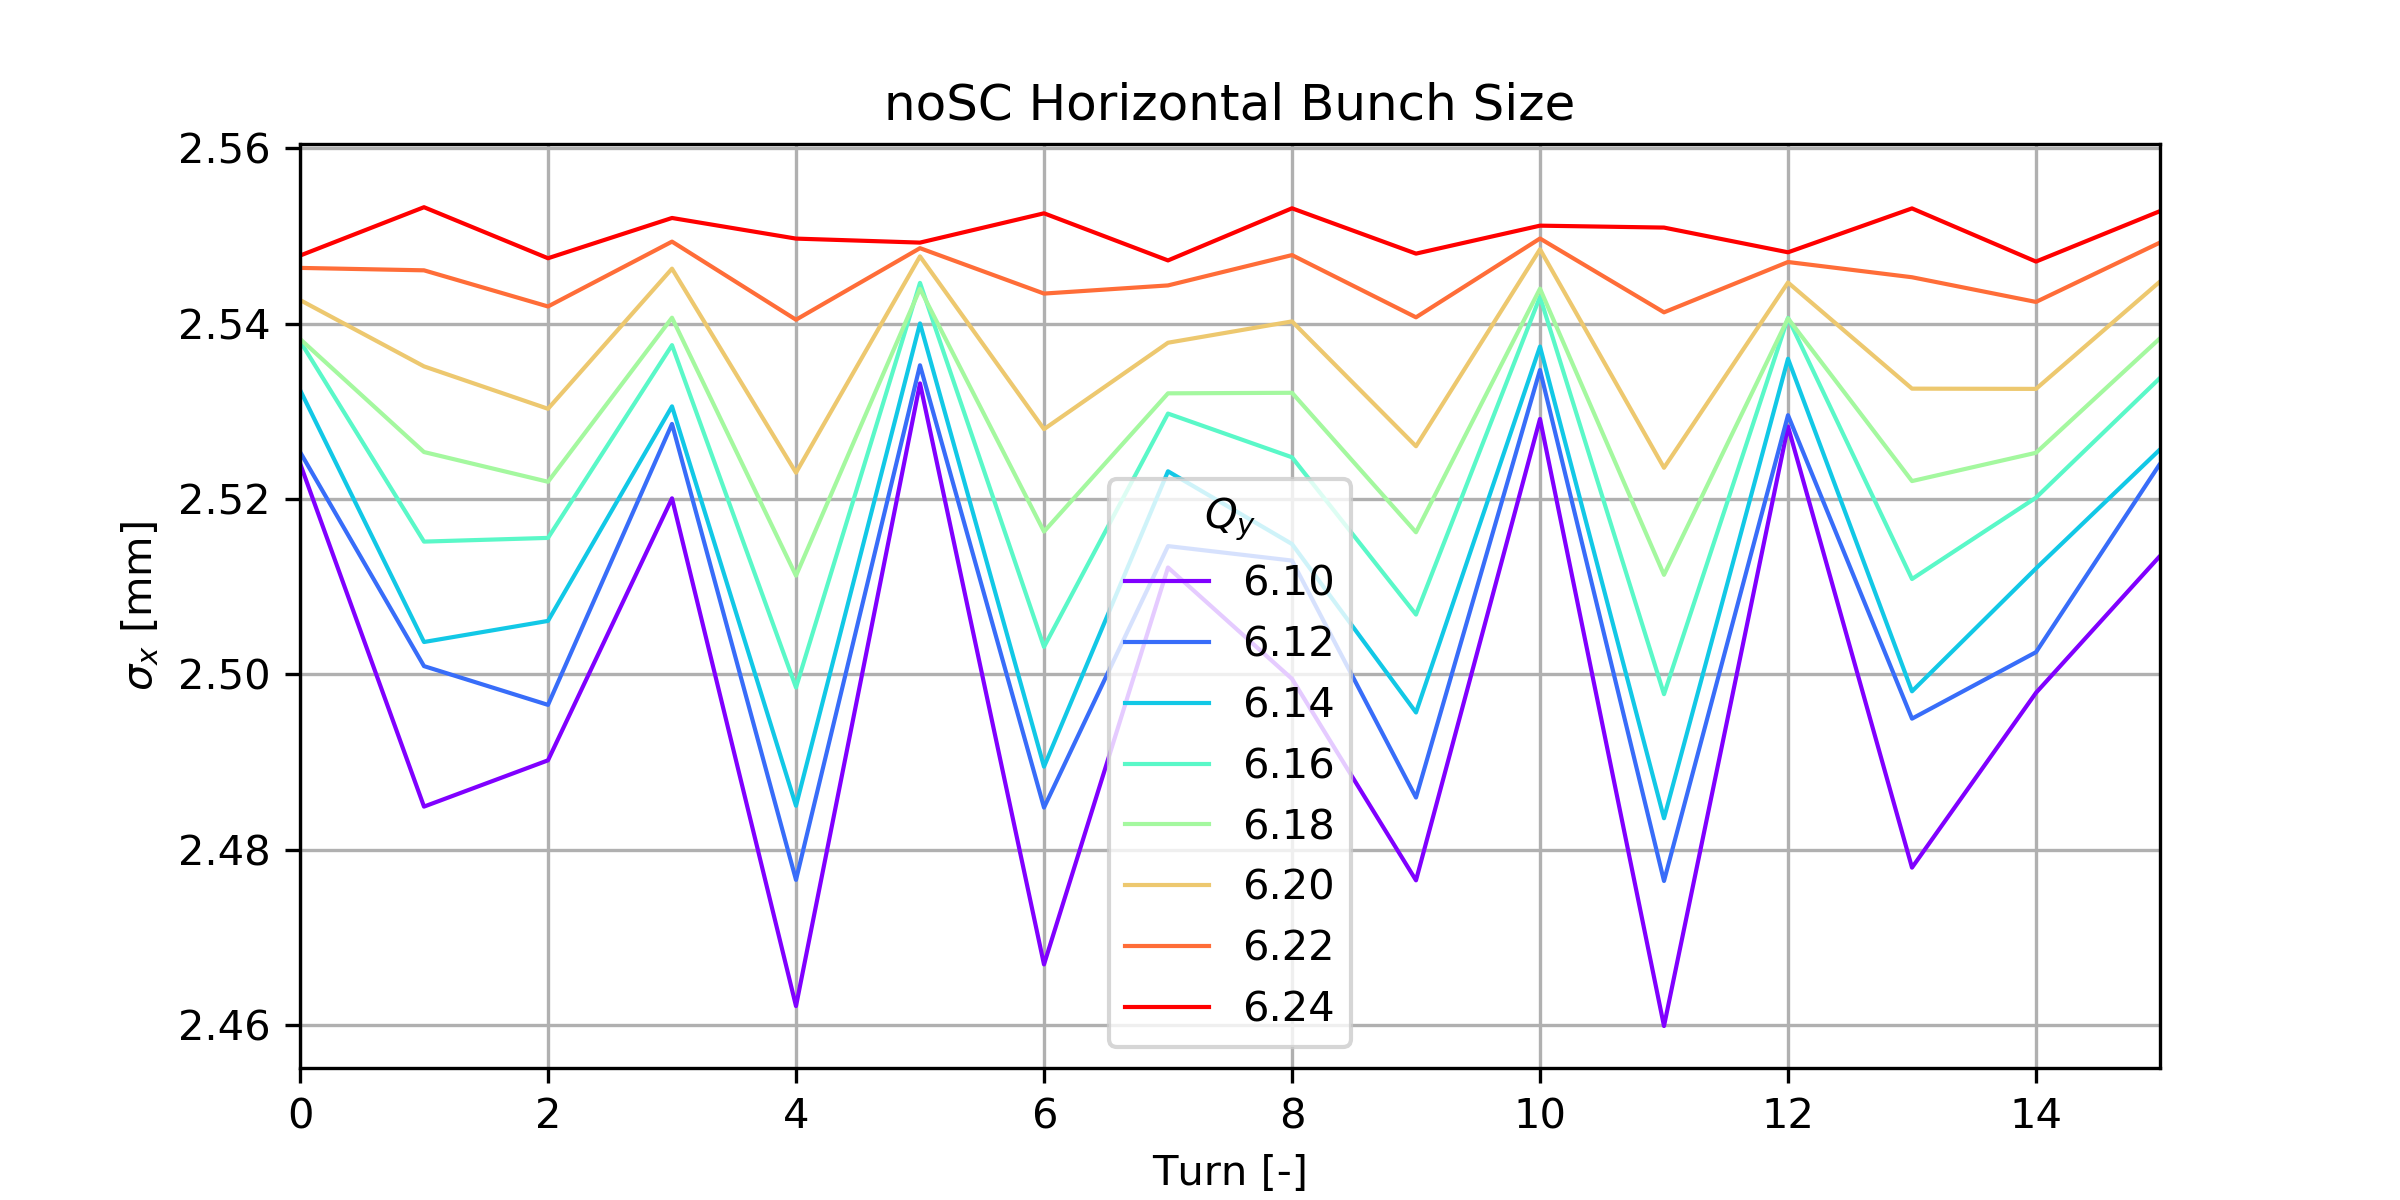 noSC Horizontal Bunch Size
2.56
2.54
2.52
2.50
2.48
2.46
σx [mm]
Qy
6.10
6.12
6.14
6.16
6.18
6.20
6.22
6.24
0 2 4 6 8 10 12 14
Turn [-]